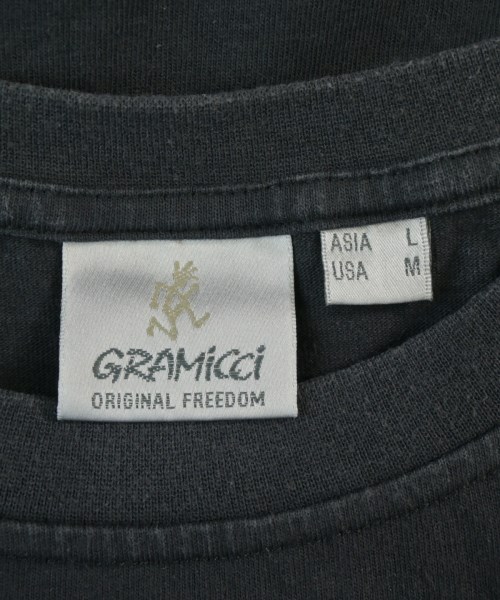 GRAMiCCi
ORIGINAL FREEDOM
ASIA L
USA M